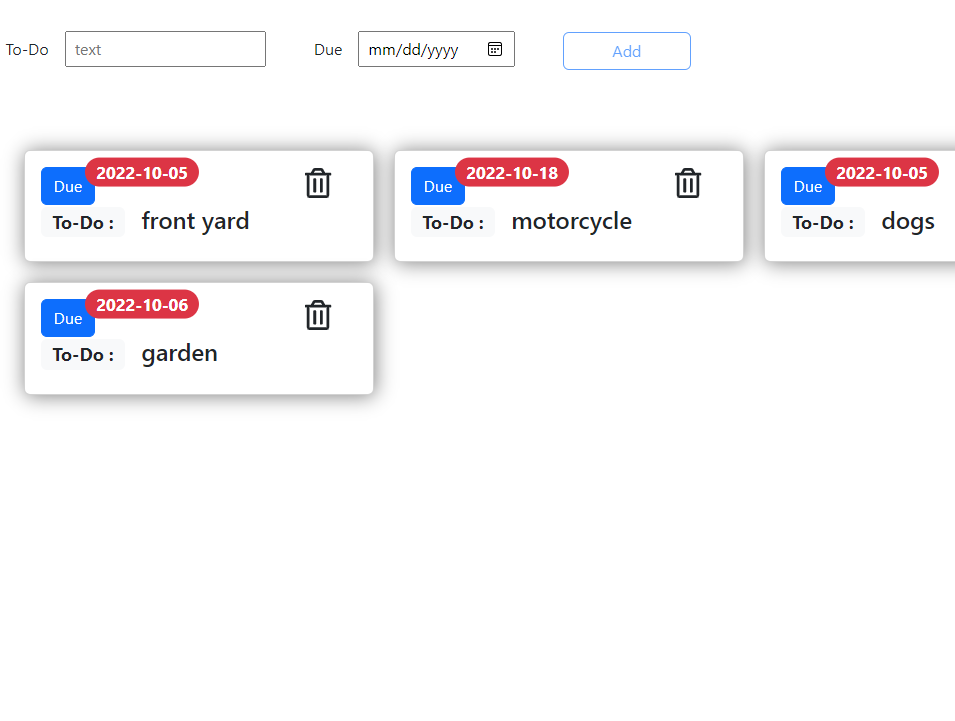 To-Do text Due mm/dd/yyyy Add
Due 2022-10-05
To-Do : front yard
Due 2022-10-18
To-Do : motorcycle
Due 2022-10-05
To-Do : dogs
Due 2022-10-06
To-Do : garden